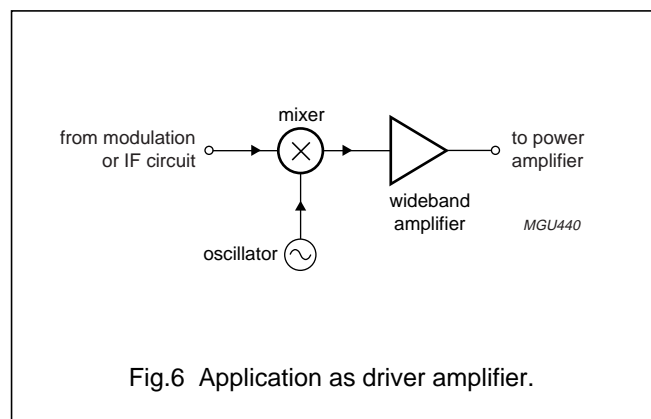 mixer
from modulation
or IF circuit
to power
amplifier
wideband
amplifier
MGU440
oscillator
Fig.6 Application as driver amplifier.